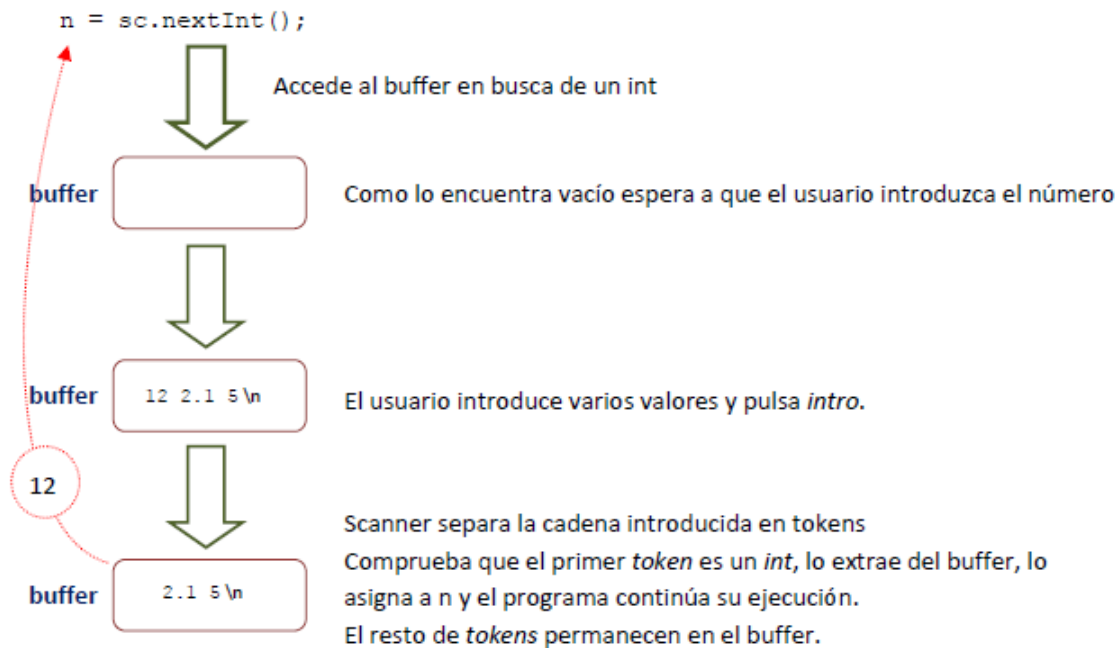 n = sc.nextInt();
Accede al buffer en busca de un int
buffer
Como lo encuentra vacío espera a que el usuario introduzca el número
buffer
12 2.1 5\n
El usuario introduce varios valores y pulsa intro.
12
Scanner separa la cadena introducida en tokens
Comprueba que el primer token es un int, lo extrae del buffer, lo
buffer
2.1 5\n
asigna a n y el programa continúa su ejecución.
El resto de tokens permanecen en el buffer.